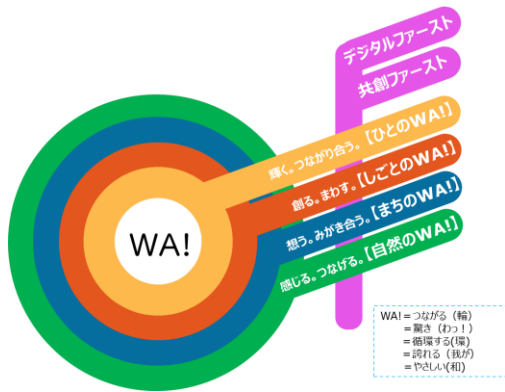 デジタルファースト
共創ファースト
輝く。つながり合う。【ひとのWA!】
創る。まわす。【しごとのWA!】
想う。みがき合う。【まちのWA!】
感じる。つなげる。【自然のWA!】
WA!
WA!＝つながる（輪）
＝驚き（わっ！）
＝循環する(環)
＝誇れる（我が）
＝やさしい(和)